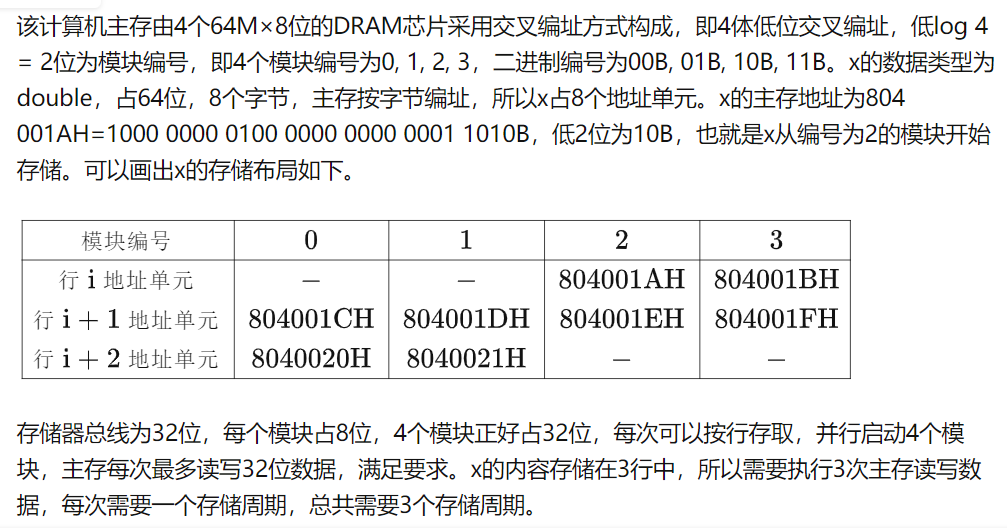 该计算机主存由4个64M×8位的DRAM芯片采用交叉编址方式构成，即4体低位交叉编址，低log 4
= 2位为模块编号，即4个模块编号为0, 1, 2, 3，二进制编号为00B, 01B, 10B, 11B。x的数据类型为
double，占64位，8个字节，主存按字节编址，所以x占8个地址单元。x的主存地址为804
001AH=1000 0000 0100 0000 0000 0001 1010B，低2位为10B，也就是x从编号为2的模块开始
存储。可以画出x的存储布局如下。
模块编号 0 1 2 3
行 i 地址单元 − − 804001AH 804001BH
行 i + 1 地址单元 804001CH 804001DH 804001EH 804001FH
行 i + 2 地址单元 8040020H 8040021H − −
存储器总线为32位，每个模块占8位，4个模块正好占32位，每次可以按行存取，并行启动4个模
块，主存每次最多读写32位数据，满足要求。x的内容存储在3行中，所以需要执行3次主存读写数
据，每次需要一个存储周期，总共需要3个存储周期。